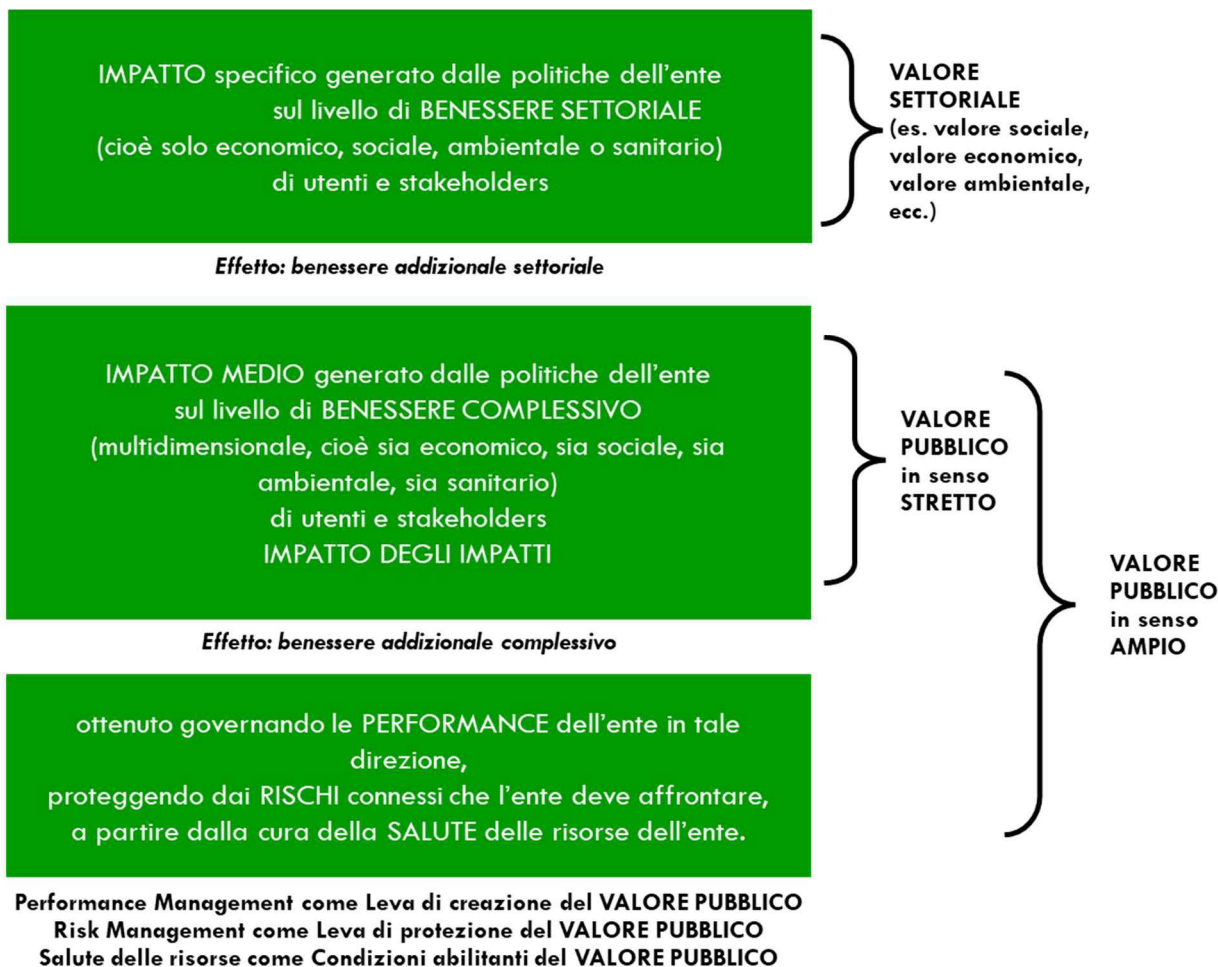 IMPATTO specifico generato dalle politiche dell'ente
sul livello di BENESSERE SETTORIALE
(cioè solo economico, sociale, ambientale o sanitario)
di utenti e stakeholders
VALORE
SETTORIALE
(es. valore sociale,
valore economico,
valore ambientale,
ecc.)
Effetto: benessere addizionale settoriale
IMPATTO MEDIO generato dalle politiche dell'ente
sul livello di BENESSERE COMPLESSIVO
(multidimensionale, cioè sia economico, sia sociale, sia
ambientale, sia sanitario)
di utenti e stakeholders
IMPATTO DEGLI IMPATTI
VALORE
PUBBLICO
in senso
STRETTO
VALORE
PUBBLICO
in senso
AMPIO
Effetto: benessere addizionale complessivo
ottenuto governando le PERFORMANCE dell'ente in tale
direzione,
proteggendo dai RISCHI connessi che l'ente deve affrontare,
a partire dalla cura della SALUTE delle risorse dell'ente.
Performance Management come Leva di creazione del VALORE PUBBLICO
Risk Management come Leva di protezione del VALORE PUBBLICO
Salute delle risorse come Condizioni abilitanti del VALORE PUBBLICO